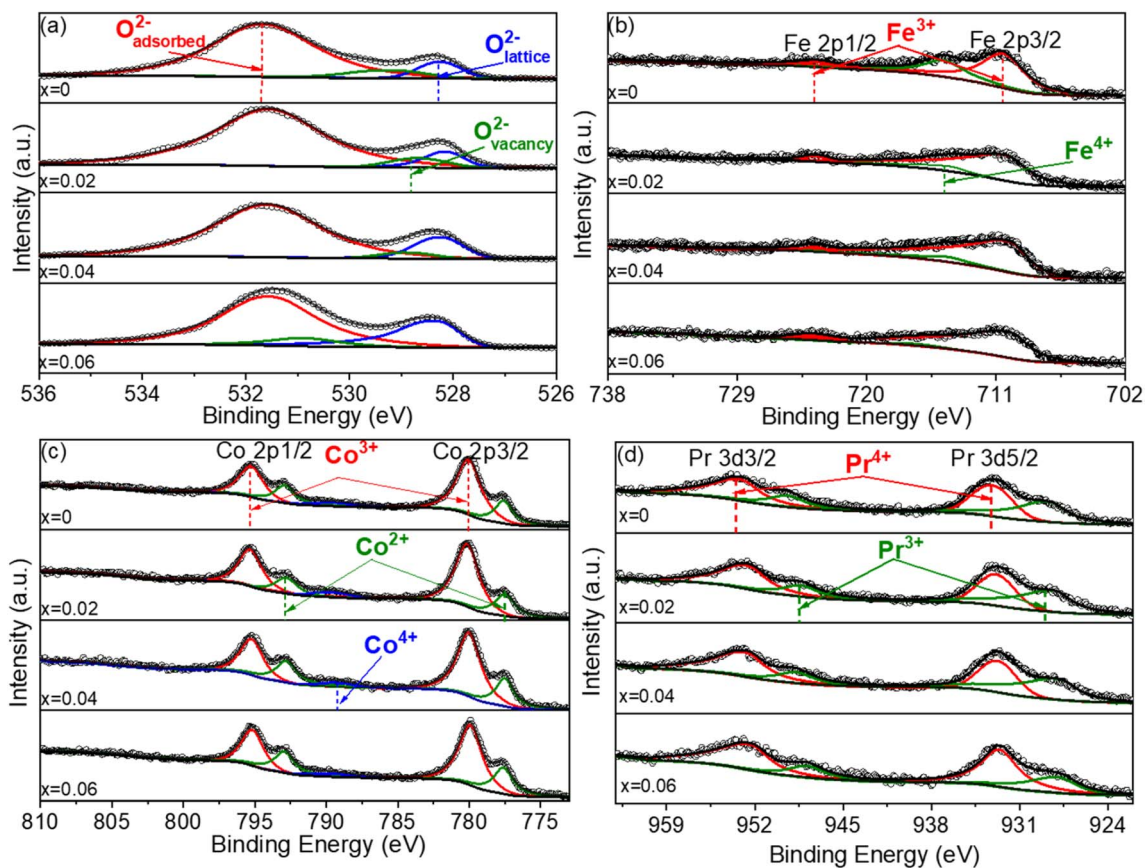 (a)
O2-adsorbed
O2-lattice
x=0
O2-vacancy
x=0.02
x=0.04
x=0.06
Intensity (a.u.)
536 534 532 530 528 526
Binding Energy (eV)
(b)
Fe 2p1/2 Fe3+ Fe 2p3/2
x=0
Fe4+
x=0.02
x=0.04
x=0.06
Intensity (a.u.)
738 729 720 711 702
Binding Energy (eV)
(c)
Co 2p1/2 Co3+ Co 2p3/2
x=0
Co2+
x=0.02
Co4+
x=0.04
x=0.06
Intensity (a.u.)
810 805 800 795 790 785 780 775
Binding Energy (eV)
(d)
Pr 3d3/2 Pr4+ Pr 3d5/2
x=0
Pr3+
x=0.02
x=0.04
x=0.06
Intensity (a.u.)
959 952 945 938 931 924
Binding Energy (eV)